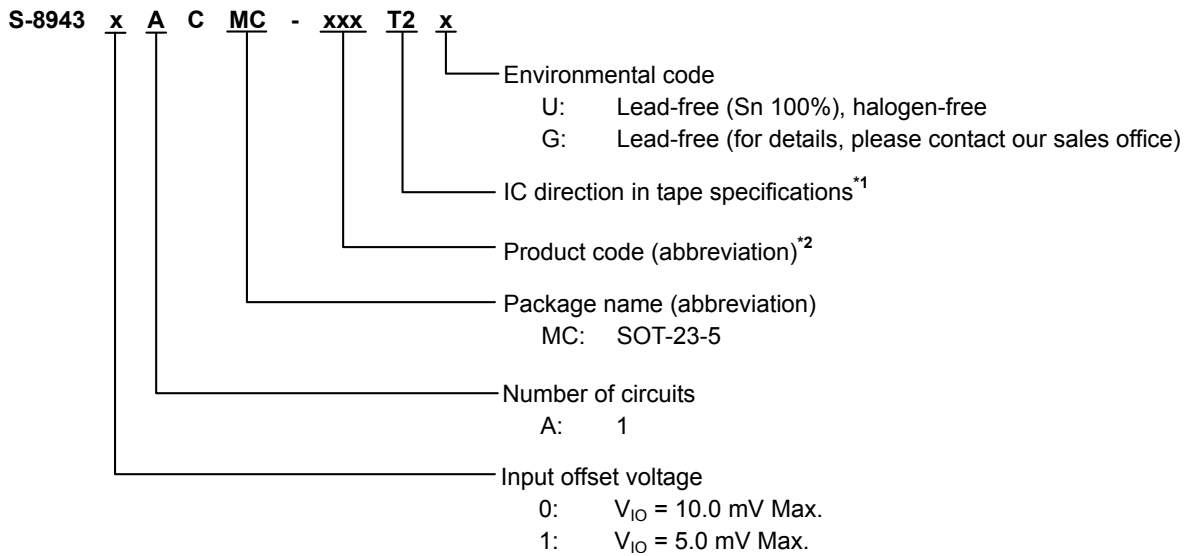 S-8943 x A C MC - xxx T2 x
Environmental code
U: Lead-free (Sn 100%), halogen-free
G: Lead-free (for details, please contact our sales office)
IC direction in tape specifications*1
Product code (abbreviation)*2
Package name (abbreviation)
MC: SOT-23-5
Number of circuits
A: 1
Input offset voltage
0: VIO = 10.0 mV Max.
1: VIO = 5.0 mV Max.